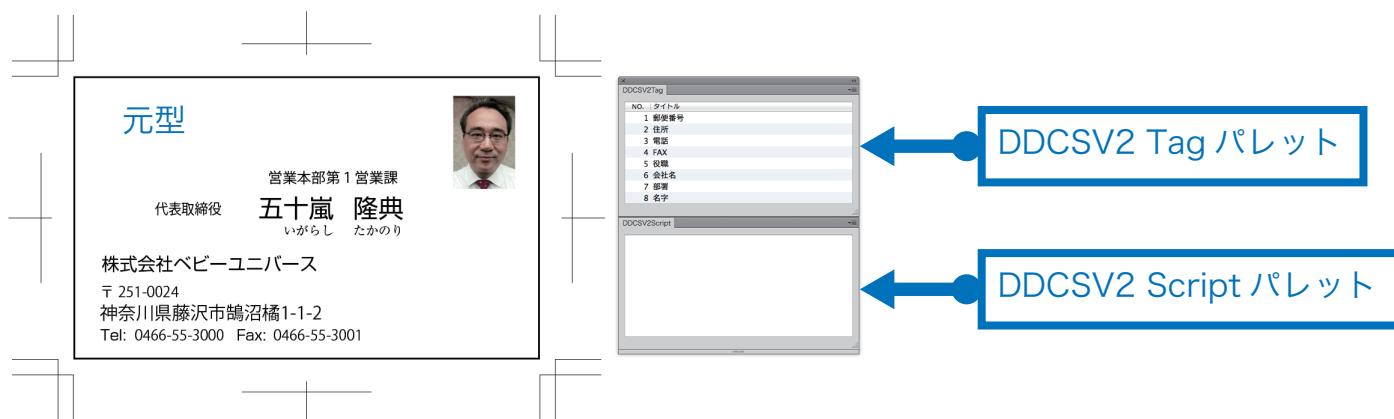 元型
営業本部第1営業課
代表取締役 五十嵐 隆典
いがらし たかのり
株式会社ベビーユニバース
〒251-0024
神奈川県藤沢市鵠沼橘1-1-2
Tel: 0466-55-3000 Fax: 0466-55-3001
DDCSV2Tag
NO. タイトル
1 郵便番号
2 住所
3 電話
4 FAX
5 役職
6 会社名
7 部署
8 名字
DDCSV2Script
DDCSV2 Tag パレット
DDCSV2 Script パレット